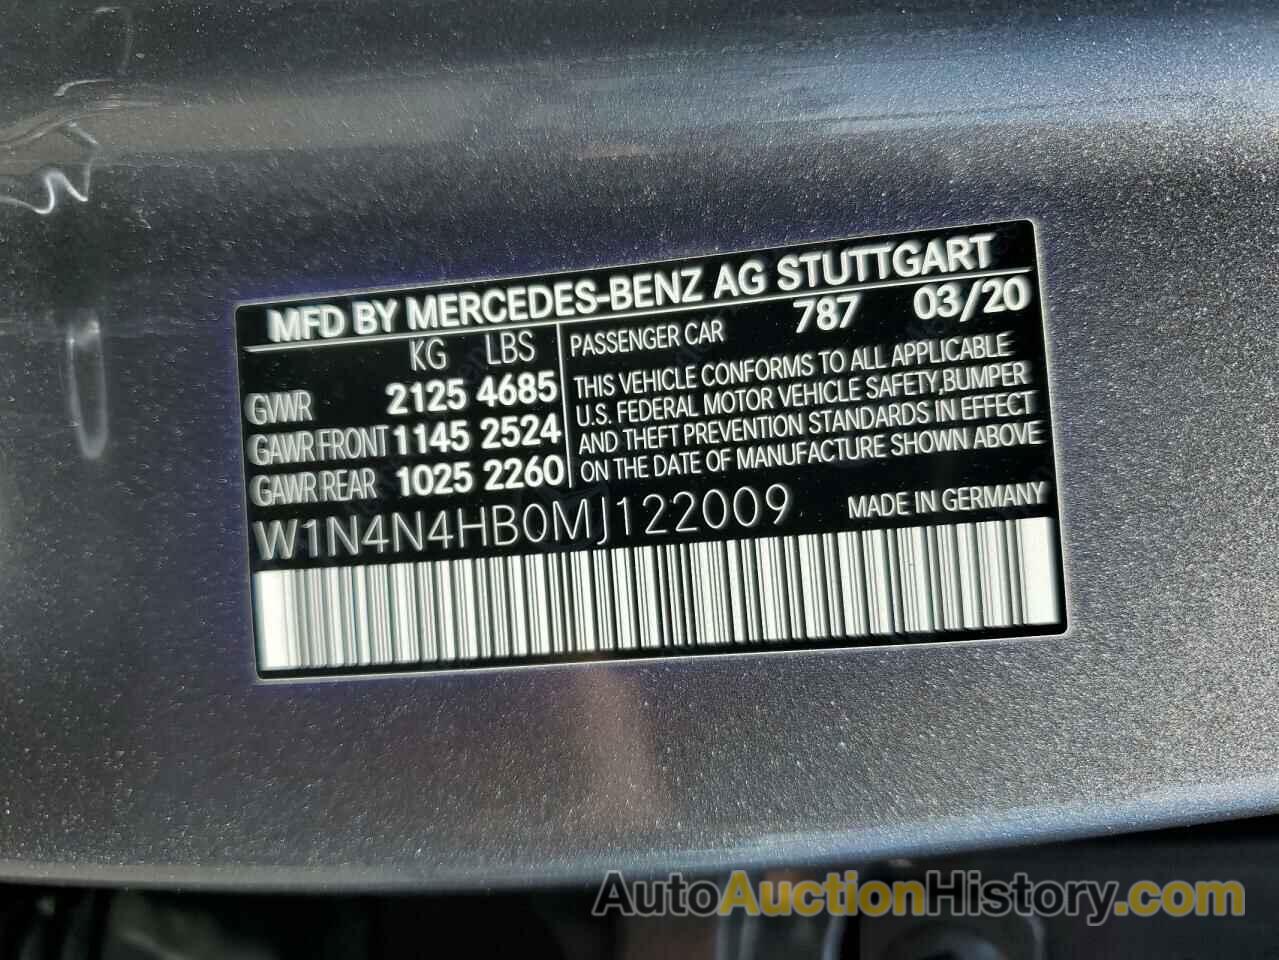 MFD BY MERCEDES-BENZ AG STUTTGART
KG LBS
GVWR 2125 4685
GAWR FRONT 1145 2524
GAWR REAR 1025 2260
PASSENGER CAR 787 03/20
THIS VEHICLE CONFORMS TO ALL APPLICABLE
U.S. FEDERAL MOTOR VEHICLE SAFETY,BUMPER
AND THEFT PREVENTION STANDARDS IN EFFECT
ON THE DATE OF MANUFACTURE SHOWN ABOVE
W1N4N4HB0MJ122009 MADE IN GERMANY
AutoAuctionHistory.com